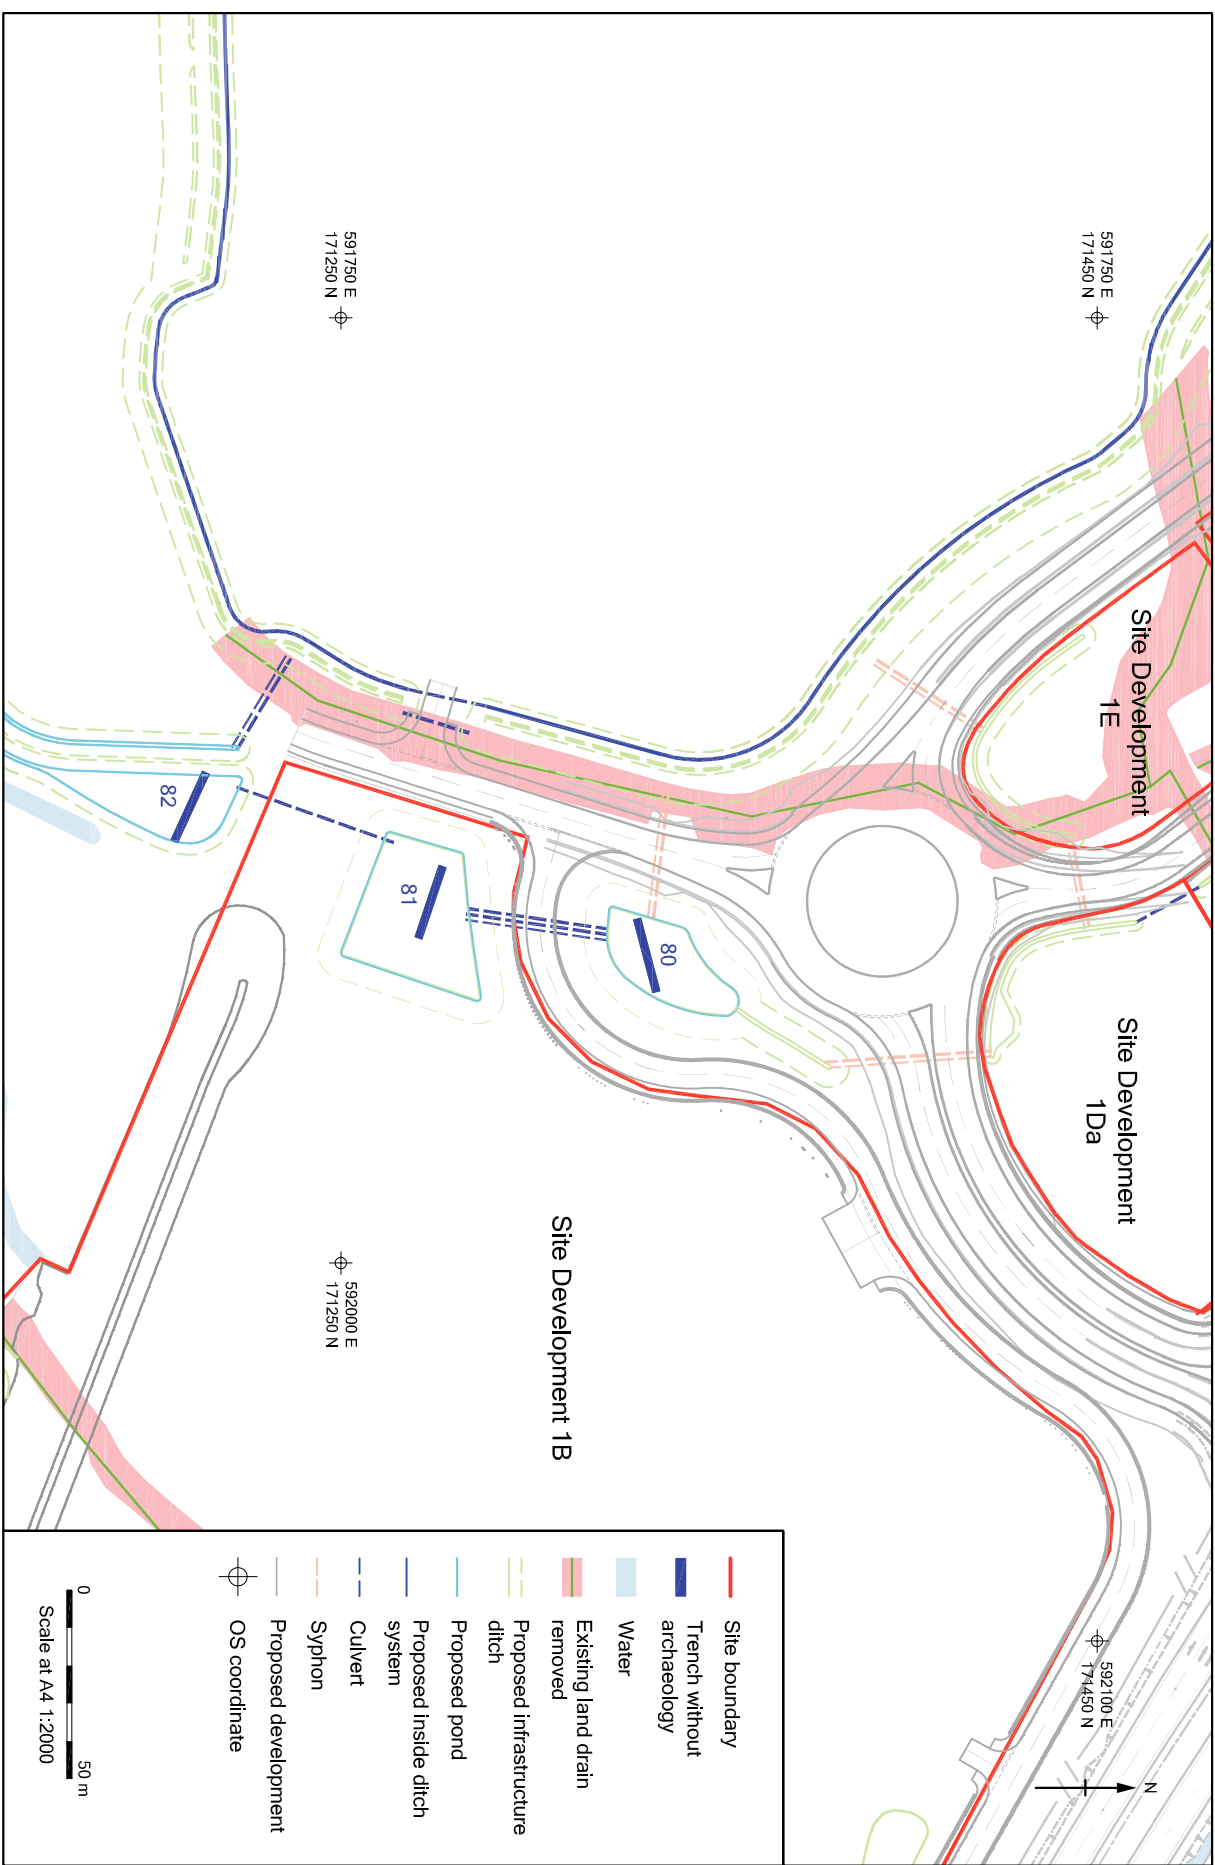 591750 E
171450 N
Site Development
1E
Site Development
1Da
592100 E
171450 N
N
80
Site Development 1B
81
591750 E
171250 N
592000 E
171250 N
82
Site boundary
Trench without
archaeology
Water
Existing land drain
removed
Proposed infrastructure
ditch
Proposed pond
Proposed inside ditch
system
Culvert
Syphon
Proposed development
OS coordinate
0
50 m
Scale at A4 1:2000